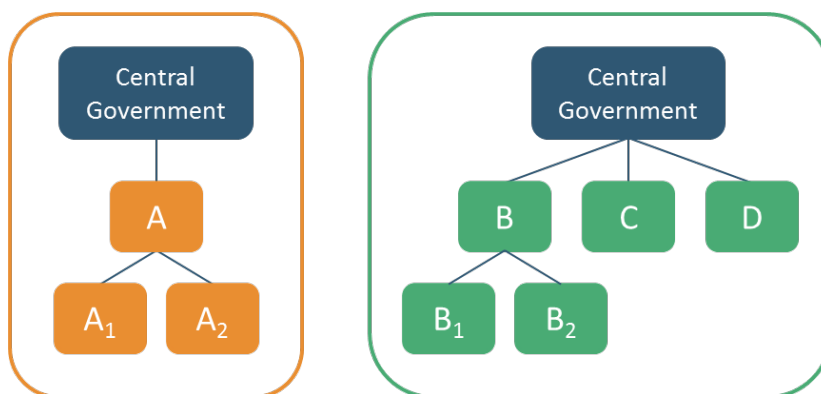 Central
Government
A
A₁
A₂
Central
Government
B
C
D
B₁
B₂